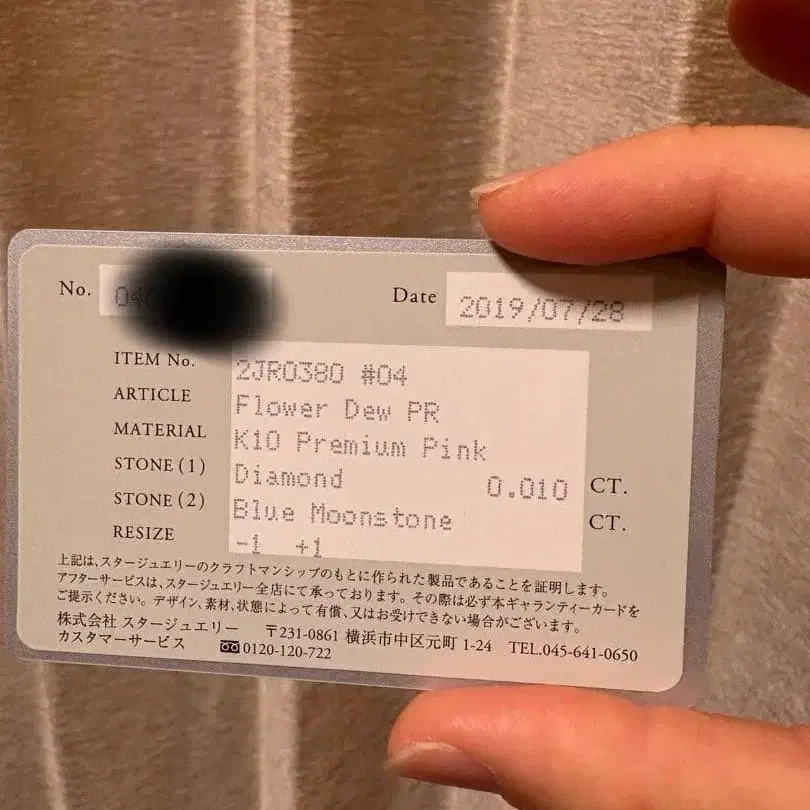 No. 040 Date 2019/07/28
ITEM No. 2JR0380 #04
ARTICLE Flower Dew PR
MATERIAL K10 Premium Pink
STONE (1) Diamond 0.010 CT.
STONE (2) Blue Moonstone CT.
RESIZE -1 +1
上記は、スタージュエリーのクラフトマンシップのもとに作られた製品であることを証明します。
アフターサービスは、スタージュエリー全店にて承っております。その際は必ず本ギャランティーカードを
ご提示ください。デザイン、素材、状態によって有償、又はお受けできない場合がございます。
株式会社 スタージュエリー 〒231-0861 横浜市中区元町 1-24 TEL.045-641-0650
カスタマーサービス 0120-120-722